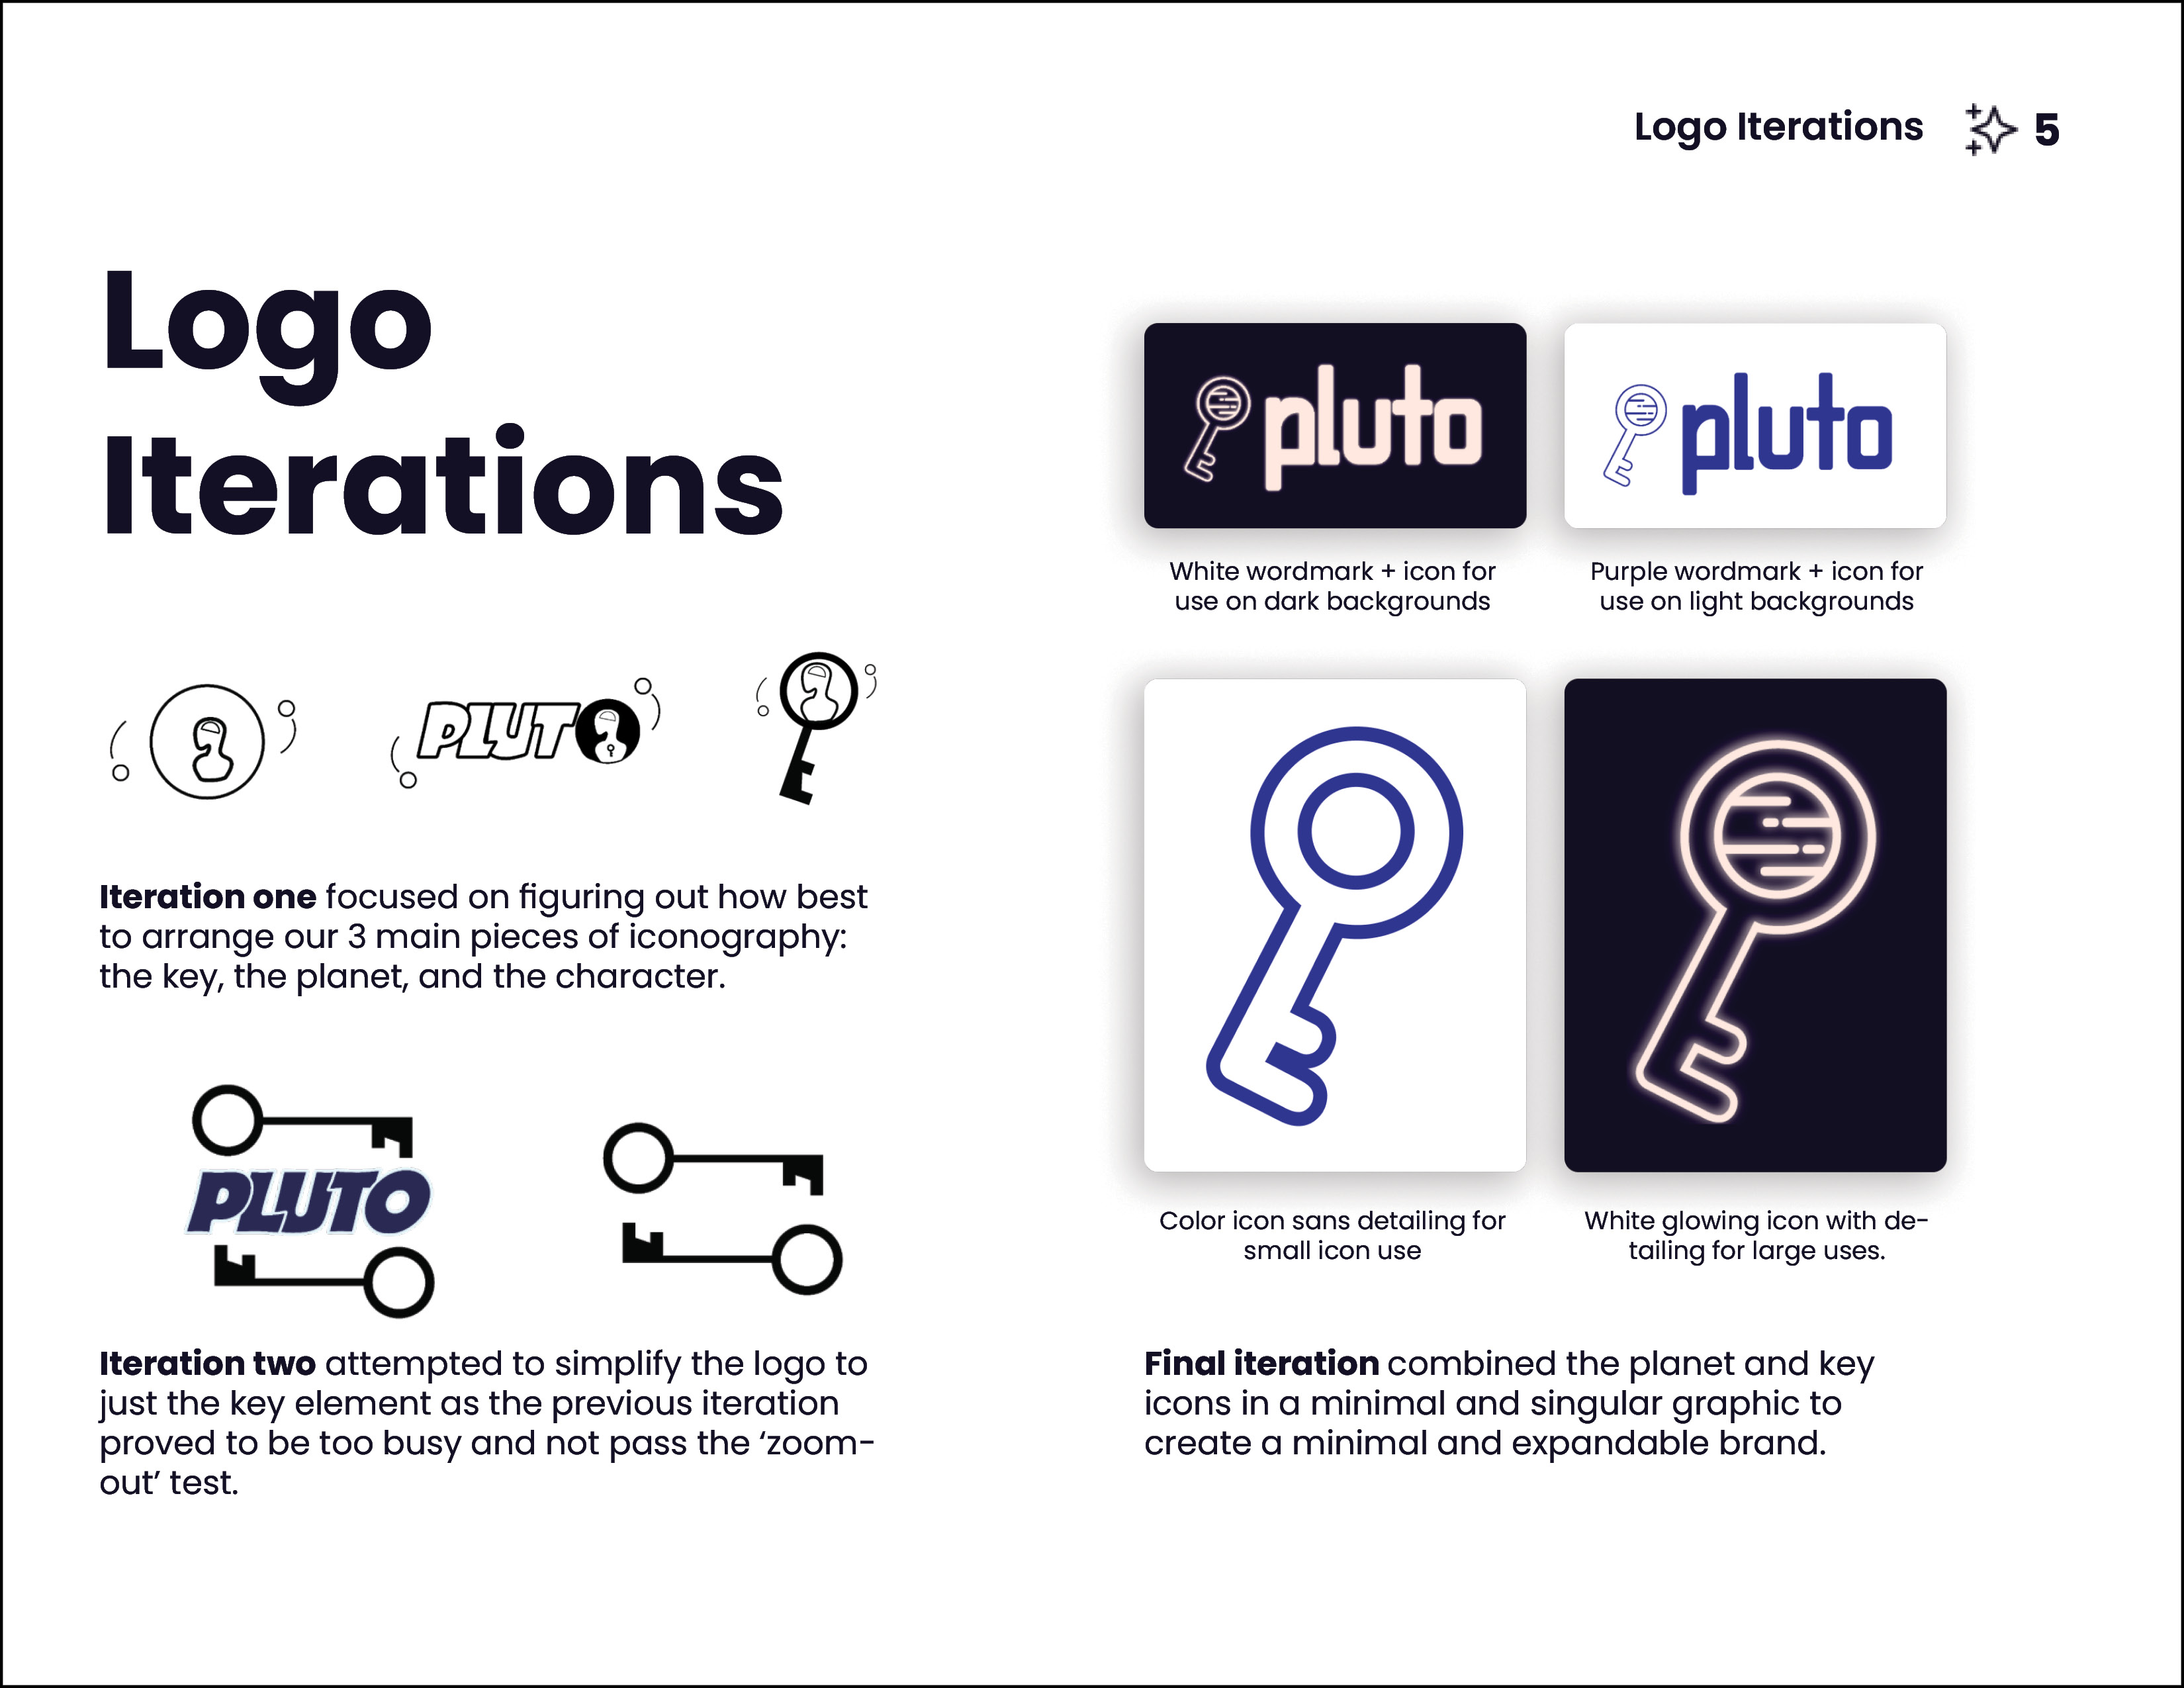 Logo Iterations 5
Logo
Iterations
PLUT
Iteration one focused on figuring out how best
to arrange our 3 main pieces of iconography:
the key, the planet, and the character.
PLUTO
Iteration two attempted to simplify the logo to
just the key element as the previous iteration
proved to be too busy and not pass the ‘zoom-
out’ test.
pluto
White wordmark + icon for
use on dark backgrounds
pluto
Purple wordmark + icon for
use on light backgrounds
Color icon sans detailing for
small icon use
White glowing icon with de-
tailing for large uses.
Final iteration combined the planet and key
icons in a minimal and singular graphic to
create a minimal and expandable brand.